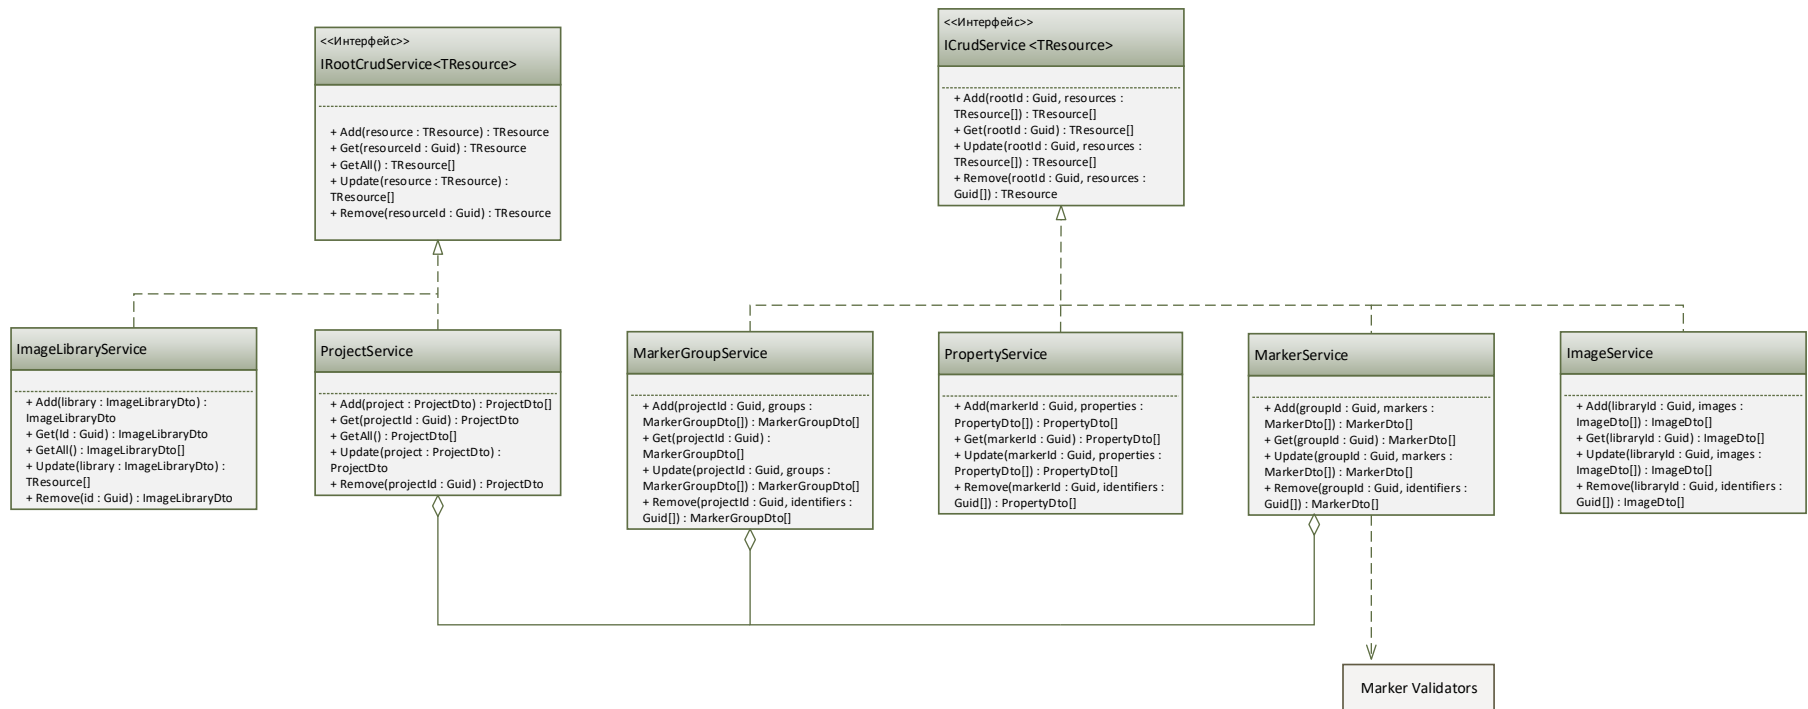 <<Интерфейс>>
IRootCrudService<TResource>
+ Add(resource : TResource) : TResource
+ Get(resourceId : Guid) : TResource
+ GetAll() : TResource[]
+ Update(resource : TResource) :
TResource[]
+ Remove(resourceId : Guid) : TResource
<<Интерфейс>>
ICrudService <TResource>
+ Add(rootId : Guid, resources :
TResource[]) : TResource[]
+ Get(rootId : Guid) : TResource[]
+ Update(rootId : Guid, resources :
TResource[]) : TResource[]
+ Remove(rootId : Guid, resources :
Guid[]) : TResource
ImageLibraryService
+ Add(library : ImageLibraryDto) :
ImageLibraryDto
+ Get(Id : Guid) : ImageLibraryDto
+ GetAll() : ImageLibraryDto[]
+ Update(library : ImageLibraryDto) :
TResource[]
+ Remove(id : Guid) : ImageLibraryDto
ProjectService
+ Add(project : ProjectDto) : ProjectDto[]
+ Get(projectId : Guid) : ProjectDto
+ GetAll() : ProjectDto[]
+ Update(project : ProjectDto) :
ProjectDto
+ Remove(projectId : Guid) : ProjectDto
MarkerGroupService
+ Add(projectId : Guid, groups :
MarkerGroupDto[]) : MarkerGroupDto[]
+ Get(projectId : Guid) :
MarkerGroupDto[]
+ Update(projectId : Guid, groups :
MarkerGroupDto[]) : MarkerGroupDto[]
+ Remove(projectId : Guid, identifiers :
Guid[]) : MarkerGroupDto[]
PropertyService
+ Add(markerId : Guid, properties :
PropertyDto[]) : PropertyDto[]
+ Get(markerId : Guid) : PropertyDto[]
+ Update(markerId : Guid, properties :
PropertyDto[]) : PropertyDto[]
+ Remove(markerId : Guid, identifiers :
Guid[]) : PropertyDto[]
MarkerService
+ Add(groupId : Guid, markers :
MarkerDto[]) : MarkerDto[]
+ Get(groupId : Guid) : MarkerDto[]
+ Update(groupId : Guid, markers :
MarkerDto[]) : MarkerDto[]
+ Remove(groupId : Guid, identifiers :
Guid[]) : MarkerDto[]
ImageService
+ Add(libraryId : Guid, images :
ImageDto[]) : ImageDto[]
+ Get(libraryId : Guid) : ImageDto[]
+ Update(libraryId : Guid, images :
ImageDto[]) : ImageDto[]
+ Remove(libraryId : Guid, identifiers :
Guid[]) : ImageDto[]
Marker Validators